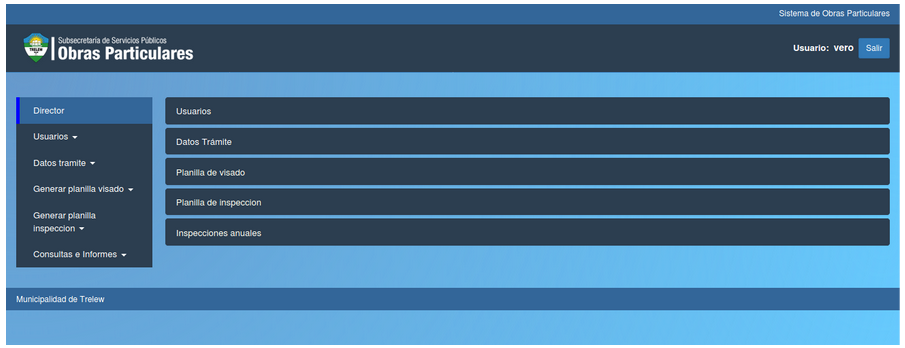 Sistema de Obras Particulares
Subsecretaría de Servicios Públicos
TRELEW
Obras Particulares
Usuario: vero
Salir
Director
Usuarios
Datos tramite
Generar planilla visado
Generar planilla
inspeccion
Consultas e Informes
Usuarios
Datos Trámite
Planilla de visado
Planilla de inspeccion
Inspecciones anuales
Municipalidad de Trelew